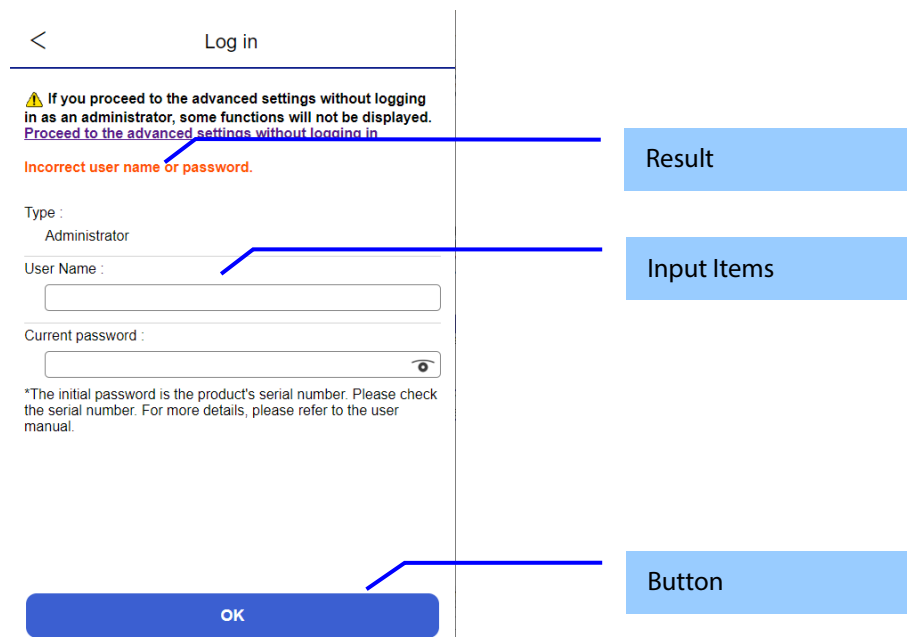 Log in
If you proceed to the advanced settings without logging
in as an administrator, some functions will not be displayed.
Proceed to the advanced settings without logging in
Result
Incorrect user name or password.
Type :
Administrator
User Name :
Input Items
Current password :
*The initial password is the product's serial number. Please check
the serial number. For more details, please refer to the user
manual.
Button
OK